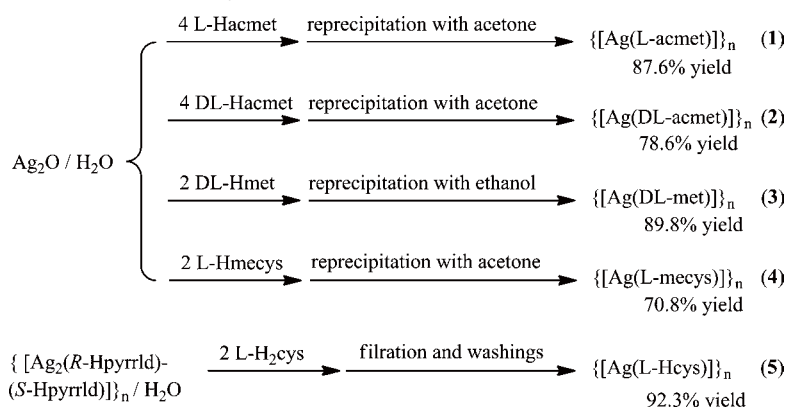 4 L-Hacmet reprecipitation with acetone {[Ag(L-acmet)]}n (1)
87.6% yield
4 DL-Hacmet reprecipitation with acetone {[Ag(DL-acmet)]}n (2)
78.6% yield
Ag2O / H2O
2 DL-Hmet reprecipitation with ethanol {[Ag(DL-met)]}n (3)
89.8% yield
2 L-Hmecys reprecipitation with acetone {[Ag(L-mecys)]}n (4)
70.8% yield
{ [Ag2(R-Hpyrrld)-
(S-Hpyrrld)]}n / H2O
2 L-H2cys filration and washings {[Ag(L-Hcys)]}n (5)
92.3% yield